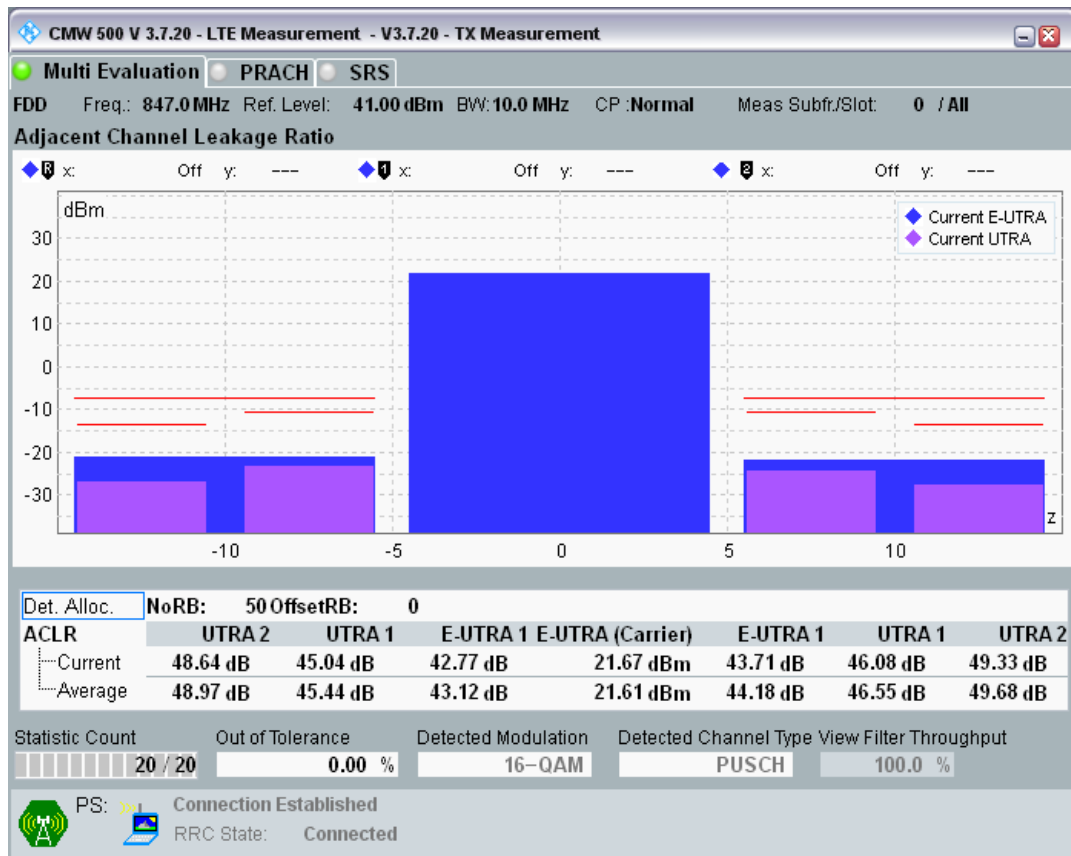 CMW 500 V 3.7.20 - LTE Measurement - V3.7.20 - TX Measurement
Multi Evaluation PRACH SRS
FDD Freq.: 847.0 MHz Ref. Level: 41.00 dBm BW: 10.0 MHz CP :Normal Meas Subfr./Slot: 0 / All
Adjacent Channel Leakage Ratio
R x: Off y: --- 1 x: Off y: --- 2 x: Off y: ---
dBm
Current E-UTRA
Current UTRA
30
20
10
0
-10
-20
-30
z
-10 -5 0 5 10
Det. Alloc. NoRB: 50 OffsetRB: 0
ACLR UTRA 2 UTRA 1 E-UTRA 1 E-UTRA (Carrier) E-UTRA 1 UTRA 1 UTRA 2
Current 48.64 dB 45.04 dB 42.77 dB 21.67 dBm 43.71 dB 46.08 dB 49.33 dB
Average 48.97 dB 45.44 dB 43.12 dB 21.61 dBm 44.18 dB 46.55 dB 49.68 dB
Statistic Count Out of Tolerance Detected Modulation Detected Channel Type View Filter Throughput
20 / 20 0.00 % 16-QAM PUSCH 100.0 %
PS: Connection Established
RRC State: Connected